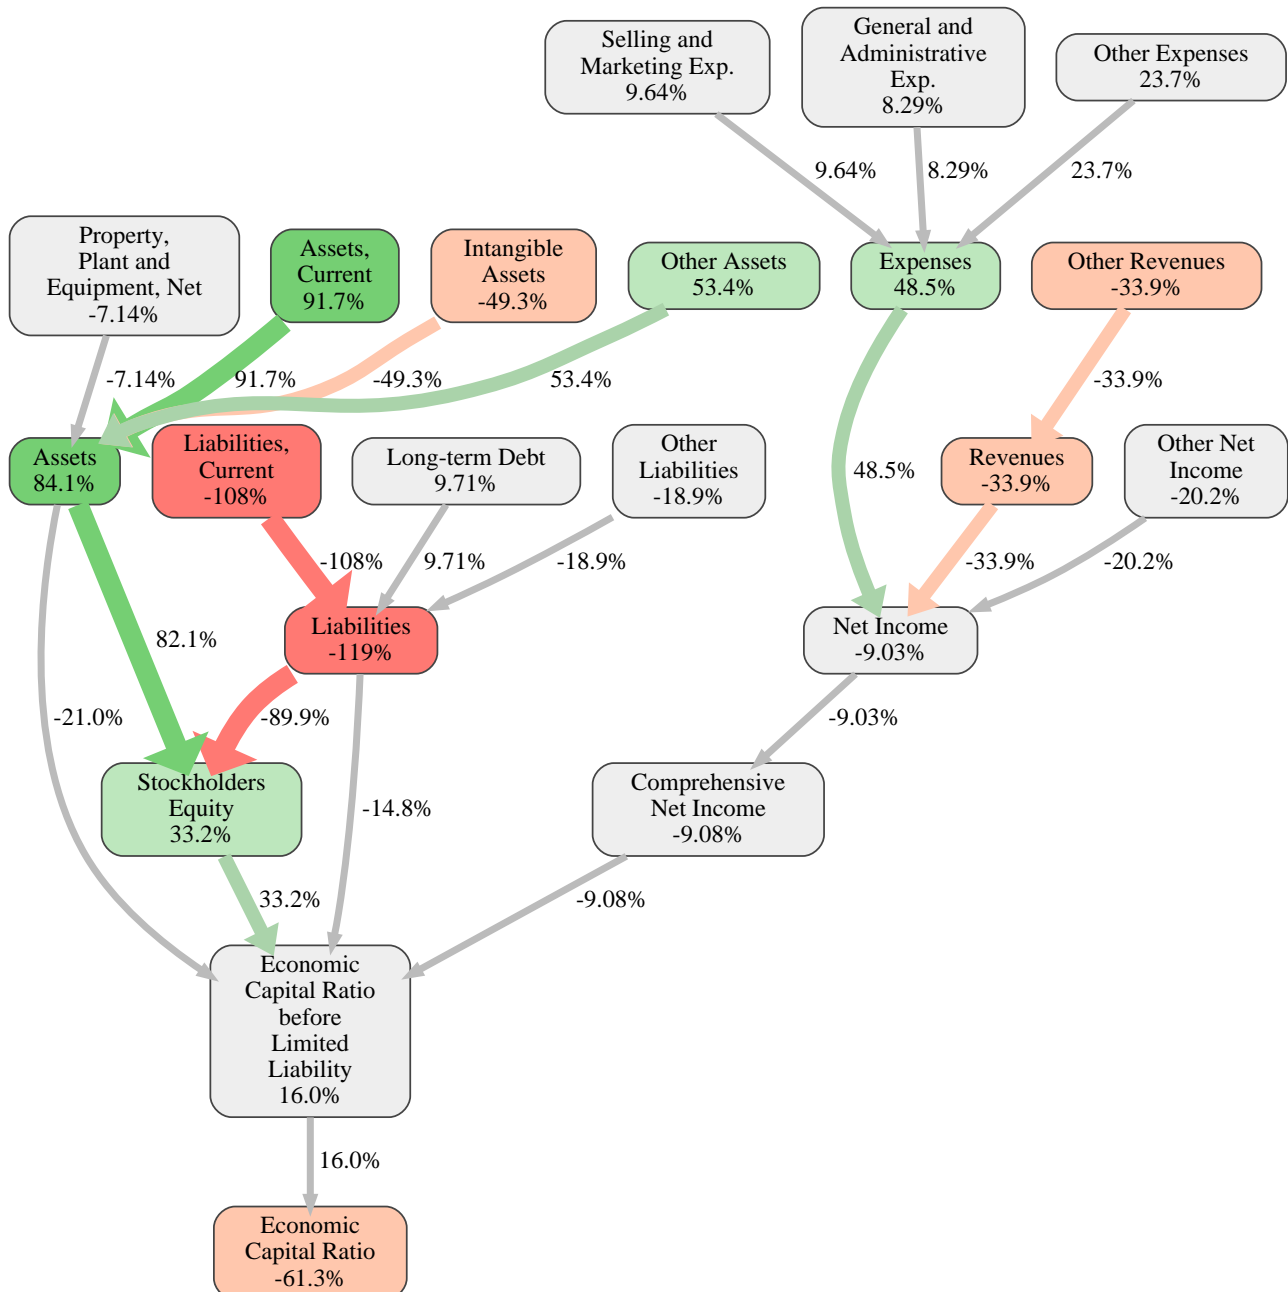 Selling and
Marketing Exp.
9.64%
General and
Administrative
Exp.
8.29%
Other Expenses
23.7%
9.64%
8.29%
23.7%
Property,
Plant and
Equipment, Net
-7.14%
Assets,
Current
91.7%
Intangible
Assets
-49.3%
Other Assets
53.4%
Expenses
48.5%
Other Revenues
-33.9%
-7.14%
91.7%
-49.3%
53.4%
-33.9%
Assets
84.1%
Liabilities,
Current
-108%
Long-term Debt
9.71%
Other
Liabilities
-18.9%
48.5%
Revenues
-33.9%
Other Net
Income
-20.2%
-108%
9.71%
-18.9%
-33.9%
-20.2%
82.1%
Liabilities
-119%
Net Income
-9.03%
-21.0%
-89.9%
-9.03%
Stockholders
Equity
33.2%
-14.8%
Comprehensive
Net Income
-9.08%
33.2%
-9.08%
Economic
Capital Ratio
before
Limited
Liability
16.0%
16.0%
Economic
Capital Ratio
-61.3%